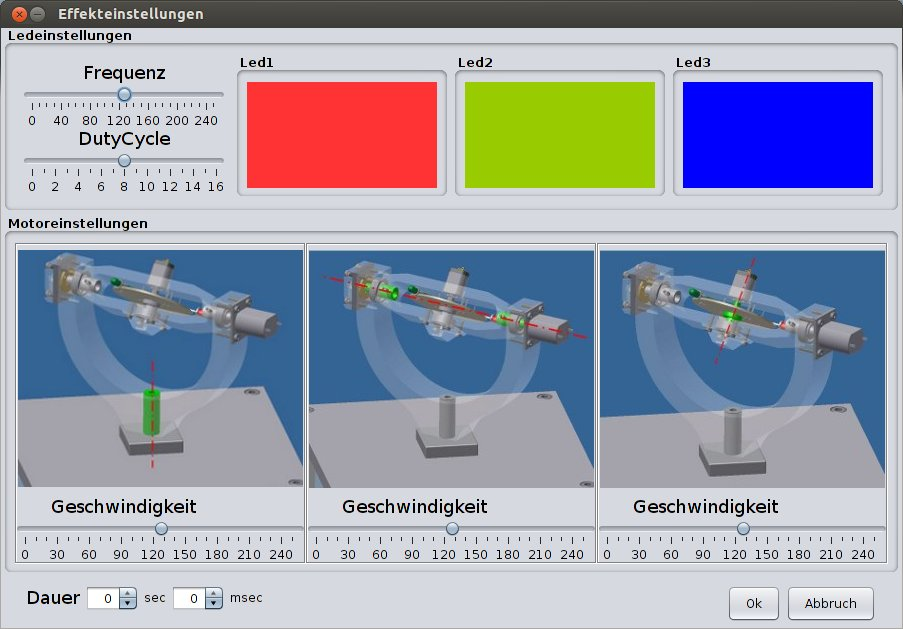 Effekteinstellungen
Ledeinstellungen
Frequenz
0 40 80 120 160 200 240
DutyCycle
0 2 4 6 8 10 12 14 16
Led1
Led2
Led3
Motoreinstellungen
Geschwindigkeit
0 30 60 90 120 150 180 210 240
Geschwindigkeit
0 30 60 90 120 150 180 210 240
Geschwindigkeit
0 30 60 90 120 150 180 210 240
Dauer 0 sec 0 msec
Ok Abbruch